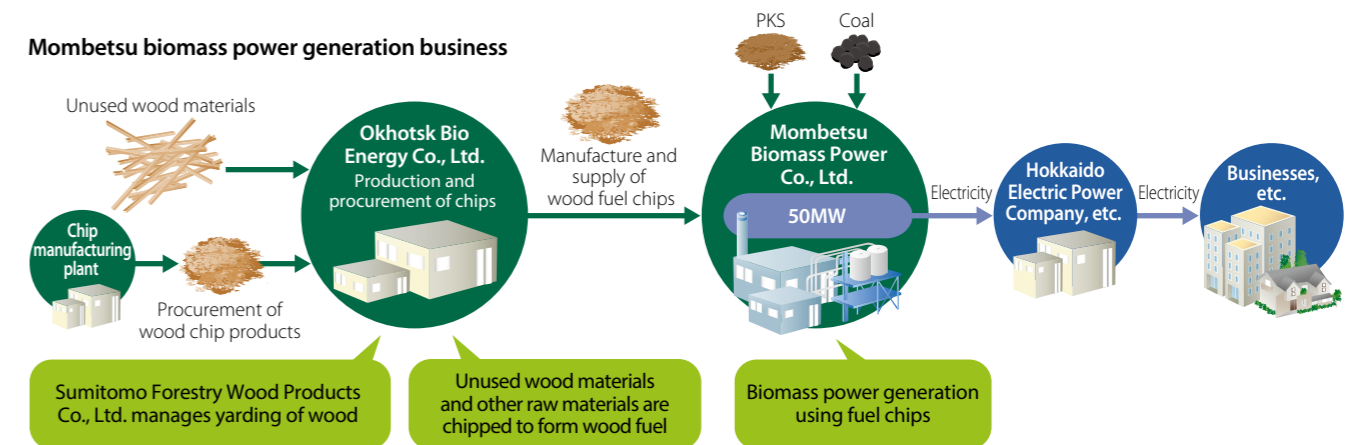 Mombetsu biomass power generation business
Unused wood materials
Chip
manufacturing
plant
Procurement of
wood chip products
Okhotsk Bio
Energy Co., Ltd.
Production and
procurement of chips
Manufacture and
supply of
wood fuel chips
PKS
Coal
Mombetsu
Biomass Power
Co., Ltd.
50MW
Electricity
Hokkaido
Electric Power
Company, etc.
Electricity
Businesses,
etc.
Sumitomo Forestry Wood Products
Co., Ltd. manages yarding of wood
Unused wood materials
and other raw materials are
chipped to form wood fuel
Biomass power generation
using fuel chips